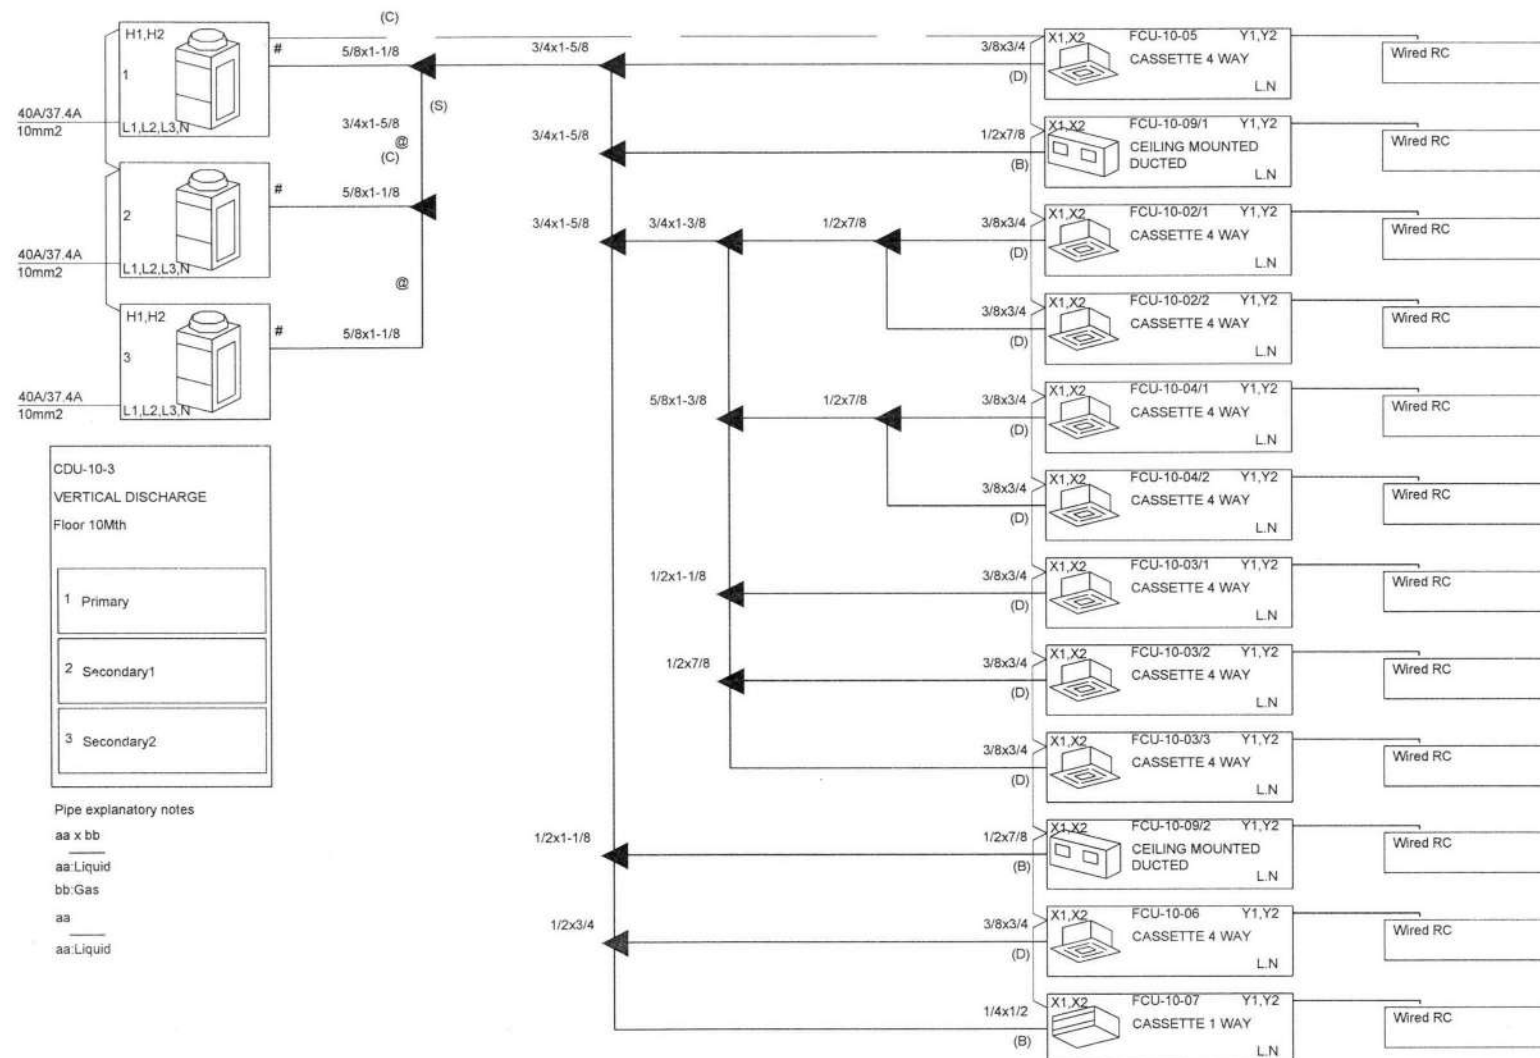 (C)
H1,H2
#
5/8x1-1/8
3/4x1-5/8
1
(S)
40A/37.4A
10mm2
L1,L2,L3,N
3/4x1-5/8
@
(C)
#
5/8x1-1/8
2
40A/37.4A
10mm2
L1,L2,L3,N
@
H1,H2
#
5/8x1-1/8
3
40A/37.4A
10mm2
L1,L2,L3,N
CDU-10-3
VERTICAL DISCHARGE
Floor 10Mth
1 Primary
2 Secondary1
3 Secondary2
Pipe explanatory notes
aa x bb
aa:Liquid
bb:Gas
aa
aa:Liquid
3/8x3/4
(D)
X1,X2 FCU-10-05 Y1,Y2
CASSETTE 4 WAY
L.N
Wired RC
3/4x1-5/8
1/2x7/8
(B)
X1,X2 FCU-10-09/1 Y1,Y2
CEILING MOUNTED
DUCTED
L.N
Wired RC
3/4x1-5/8
3/4x1-3/8
1/2x7/8
3/8x3/4
(D)
X1,X2 FCU-10-02/1 Y1,Y2
CASSETTE 4 WAY
L.N
Wired RC
3/8x3/4
(D)
X1,X2 FCU-10-02/2 Y1,Y2
CASSETTE 4 WAY
L.N
Wired RC
5/8x1-3/8
1/2x7/8
3/8x3/4
(D)
X1,X2 FCU-10-04/1 Y1,Y2
CASSETTE 4 WAY
L.N
Wired RC
3/8x3/4
(D)
X1,X2 FCU-10-04/2 Y1,Y2
CASSETTE 4 WAY
L.N
Wired RC
1/2x1-1/8
3/8x3/4
(D)
X1,X2 FCU-10-03/1 Y1,Y2
CASSETTE 4 WAY
L.N
Wired RC
1/2x7/8
3/8x3/4
(D)
X1,X2 FCU-10-03/2 Y1,Y2
CASSETTE 4 WAY
L.N
Wired RC
3/8x3/4
(D)
X1,X2 FCU-10-03/3 Y1,Y2
CASSETTE 4 WAY
L.N
Wired RC
1/2x1-1/8
1/2x7/8
(B)
X1,X2 FCU-10-09/2 Y1,Y2
CEILING MOUNTED
DUCTED
L.N
Wired RC
1/2x3/4
3/8x3/4
(D)
X1,X2 FCU-10-06 Y1,Y2
CASSETTE 4 WAY
L.N
Wired RC
1/4x1/2
(B)
X1,X2 FCU-10-07 Y1,Y2
CASSETTE 1 WAY
L.N
Wired RC